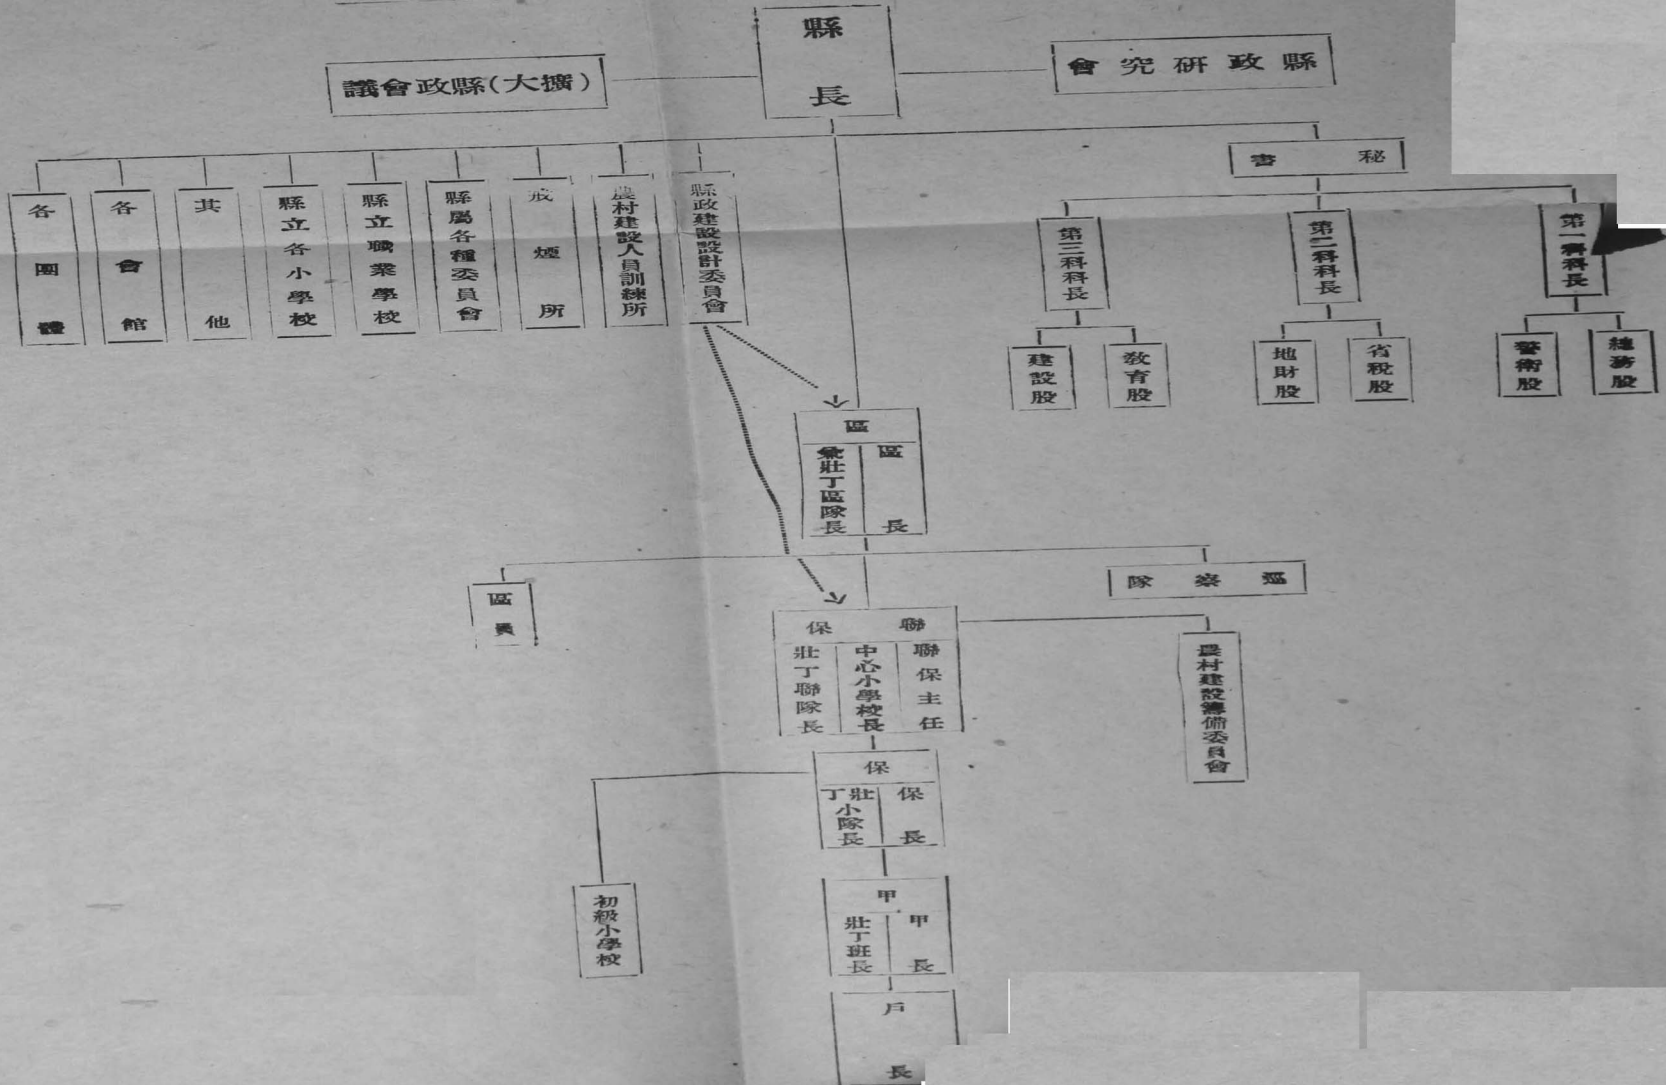 縣長
縣政研究會
(擴大)縣政會議
秘書
第一科科長
總務股
警衛股
第二科科長
省稅股
地財股
第三科科長
教育股
建設股
縣政建設設計委員會
農村建設人員訓練所
戒煙所
縣屬各種委員會
縣立職業學校
縣立各小學校
其他
各會館
各團體
區
區長
兼壯丁區隊長
巡察隊
區員
聯保
聯保主任
中心小學校長
壯丁聯隊長
農村建設籌備委員會
保
保長
壯丁小隊長
初級小學校
甲
甲長
壯丁班長
戶長